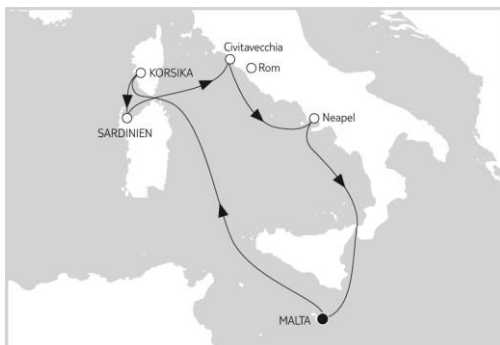 Civitavecchia
Rom
KORSIKA
SARDINIEN
Neapel
MALTA